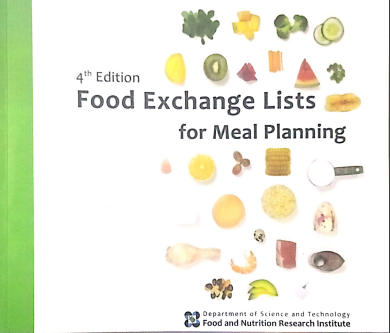 4th Edition
Food Exchange Lists
for Meal Planning
Department of Science and Technology
Food and Nutrition Research Institute